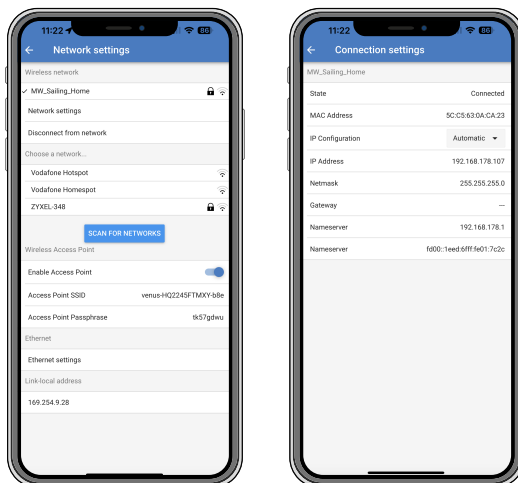 11:22
86
Network settings
Wireless network
MW_Sailing_Home
Network settings
Disconnect from network
Choose a network...
Vodafone Hotspot
Vodafone Homespot
ZYXEL-348
SCAN FOR NETWORKS
Wireless Access Point
Enable Access Point
Access Point SSID venus-HQ2245FTMXY-b8e
Access Point Passphrase tk57gdwu
Ethernet
Ethernet settings
Link-local address
169.254.9.28
11:22
86
Connection settings
MW_Sailing_Home
State Connected
MAC Address 5C:C5:63:0A:CA:23
IP Configuration Automatic
IP Address 192.168.178.107
Netmask 255.255.255.0
Gateway ---
Nameserver 192.168.178.1
Nameserver fd00::1eed:6fff:fe01:7c2c